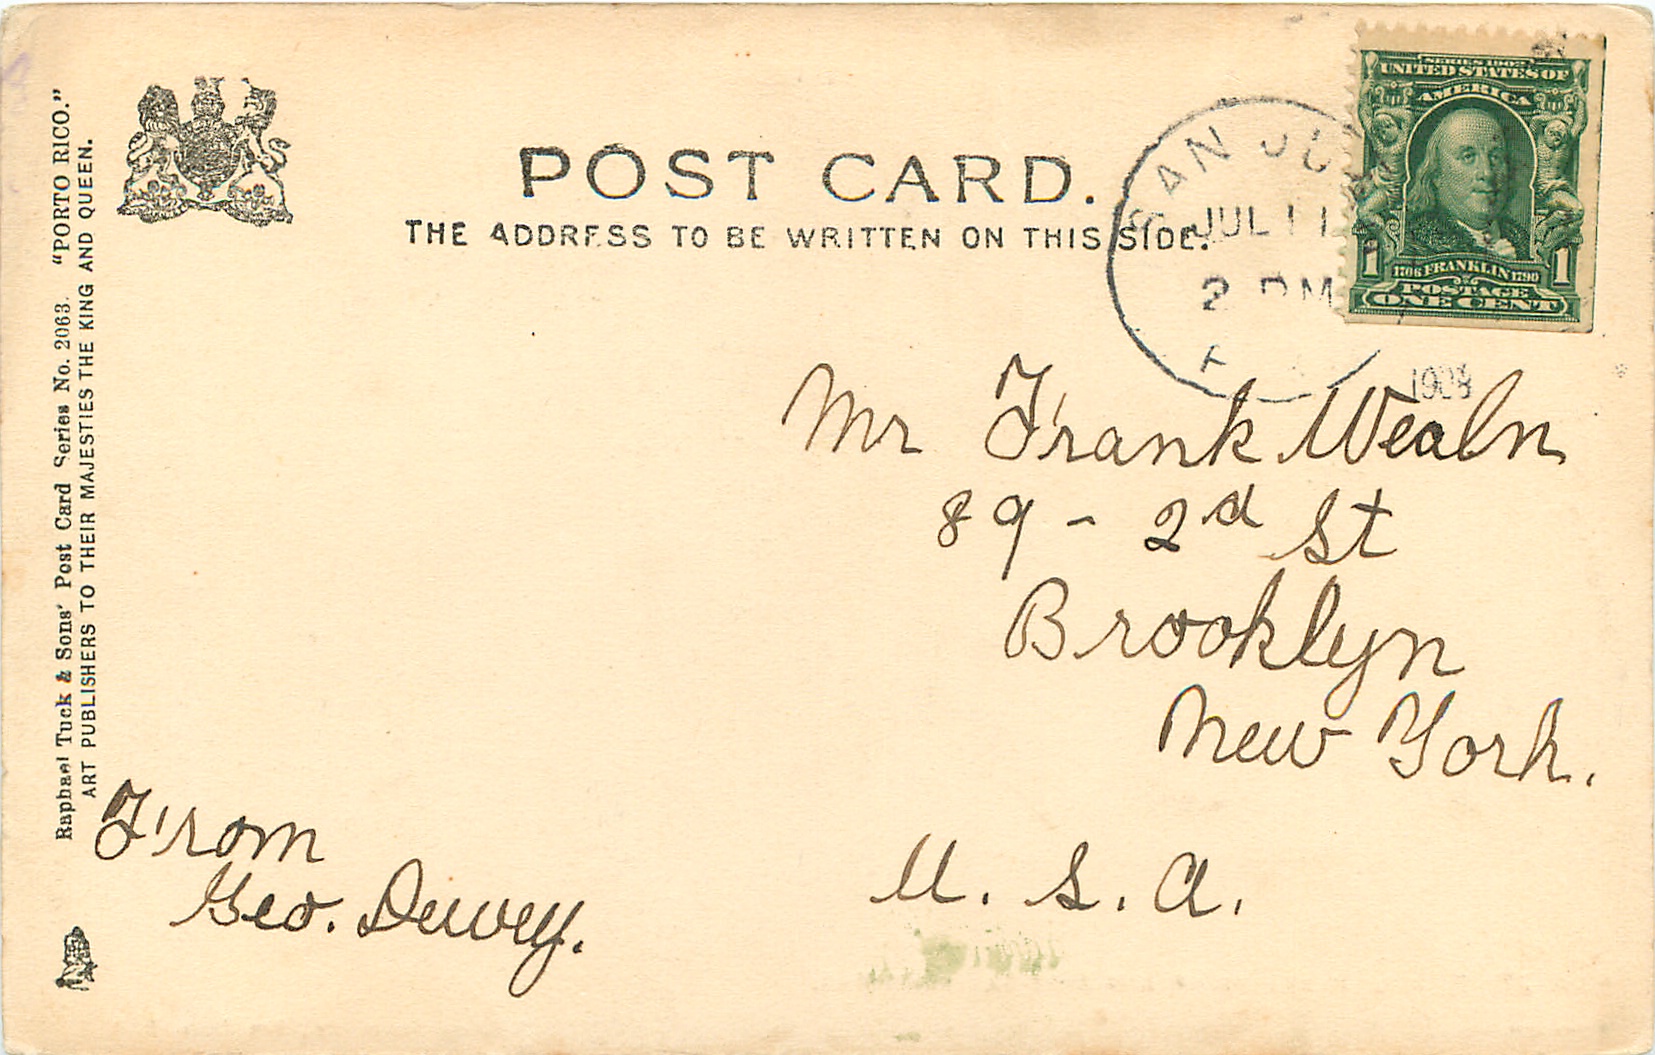 Raphael Tuck & Sons' Post Card Series No. 2063. "PORTO RICO."
ART PUBLISHERS TO THEIR MAJESTIES THE KING AND QUEEN.
POST CARD.
THE ADDRESS TO BE WRITTEN ON THIS SIDE.
SAN JU
JUL 11
2 PM
SERIES 1902
UNITED STATES OF
AMERICA
1 1706 FRANKLIN 1790 1
POSTAGE
ONE CENT
Mr Frank Wealn
89 - 2d St
Brooklyn
New York.
U. S. A.
From
Geo. Dewey.